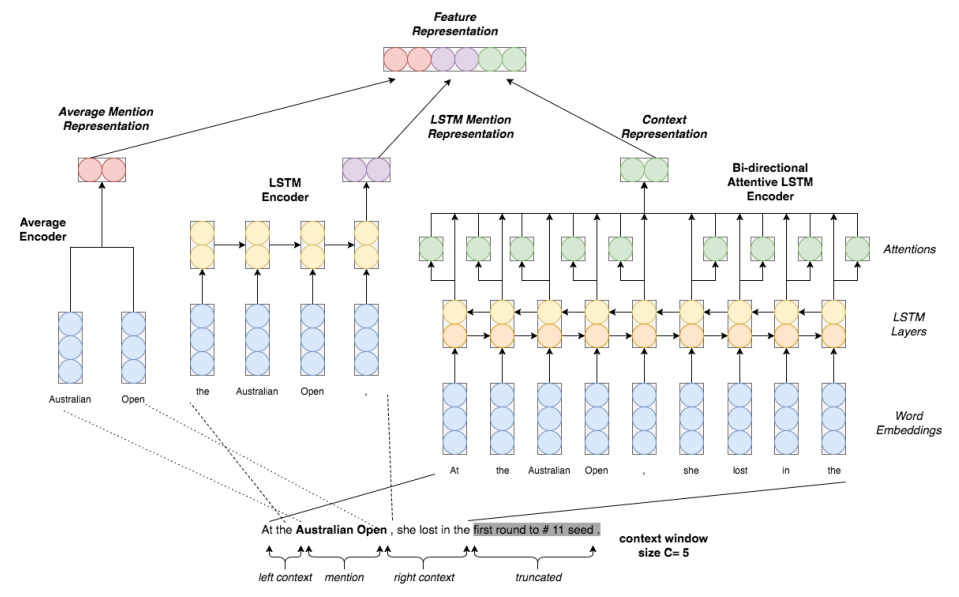 Feature
Representation
Average Mention
Representation
LSTM Mention
Representation
Context
Representation
Bi-directional
Attentive LSTM
Encoder
LSTM
Encoder
Average
Encoder
Attentions
LSTM
Layers
Word
Embeddings
Australian Open
the Australian Open ,
At the Australian Open , she lost in the
At the Australian Open , she lost in the first round to # 11 seed .
context window
size C= 5
left context mention right context truncated